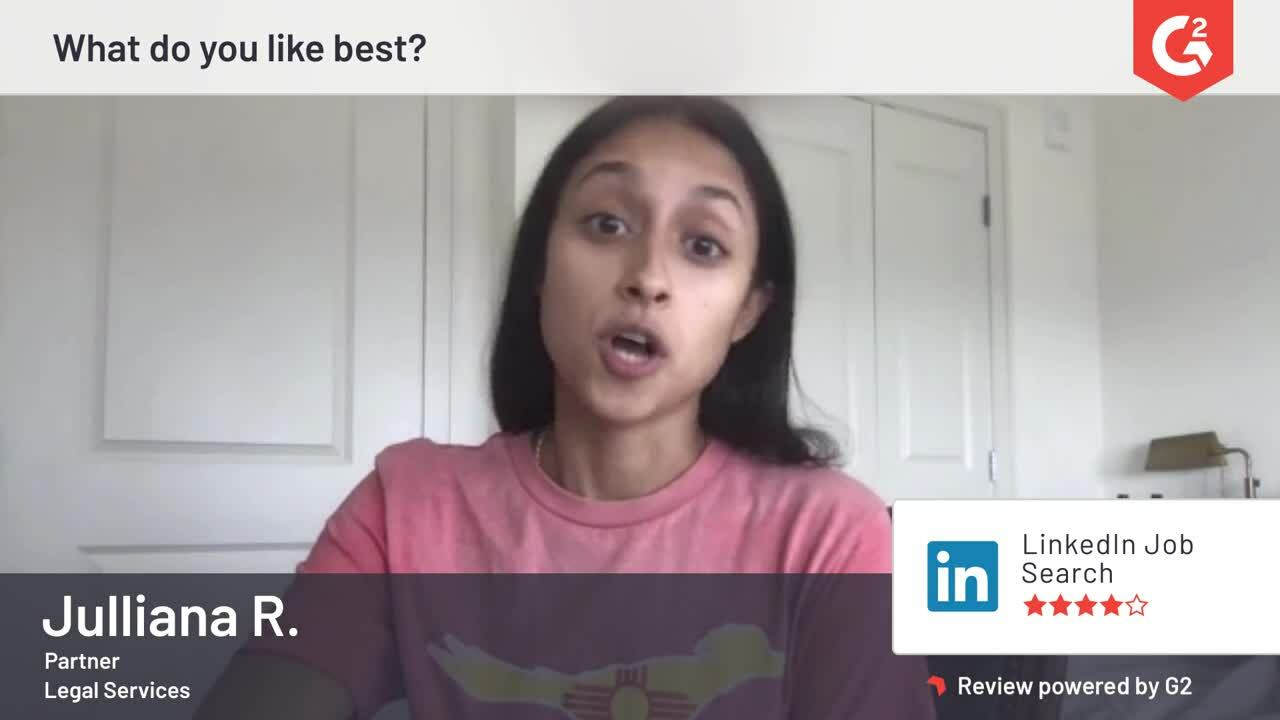 What do you like best?
G2
LinkedIn Job
Search
in
Julliana R.
Partner
Legal Services
Review powered by G2